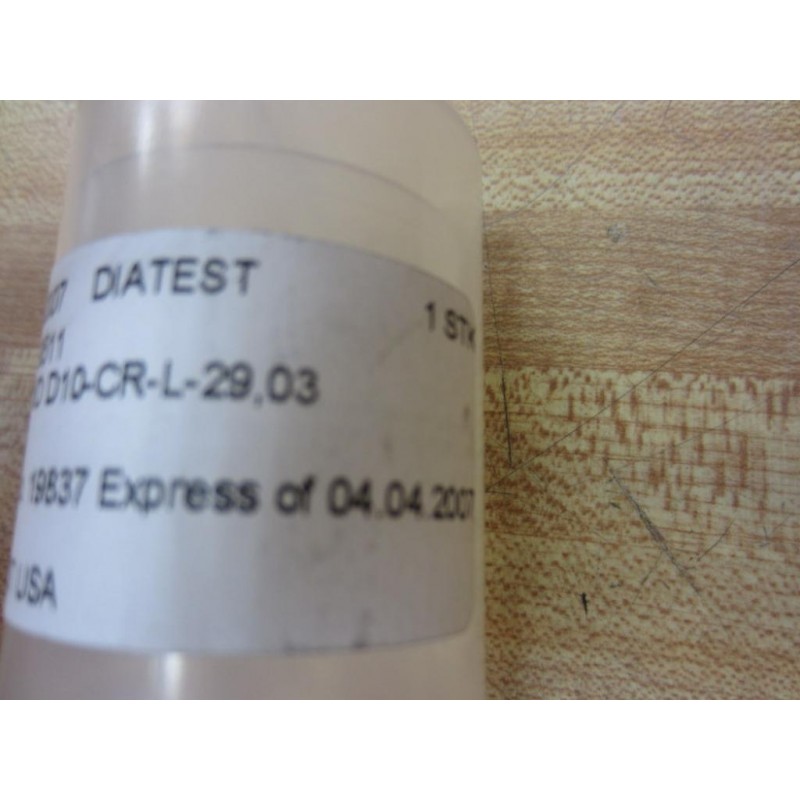 DIATEST 1 STK
D10-CR-L-29,03
19837 Express of 04.04.2007
USA